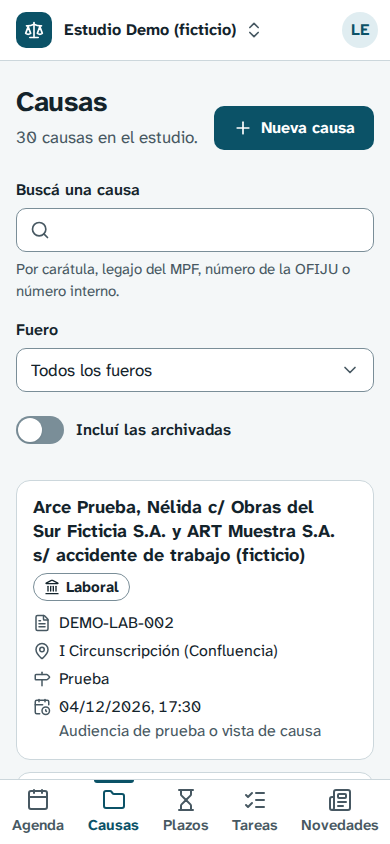 Estudio Demo (ficticio)
LE
Causas
30 causas en el estudio.
Nueva causa
Buscá una causa
Por carátula, legajo del MPF, número de la OFIJU o
número interno.
Fuero
Todos los fueros
Incluí las archivadas
Arce Prueba, Nélida c/ Obras del
Sur Ficticia S.A. y ART Muestra S.A.
s/ accidente de trabajo (ficticio)
Laboral
DEMO-LAB-002
I Circunscripción (Confluencia)
Prueba
04/12/2026, 17:30
Audiencia de prueba o vista de causa
Agenda
Causas
Plazos
Tareas
Novedades